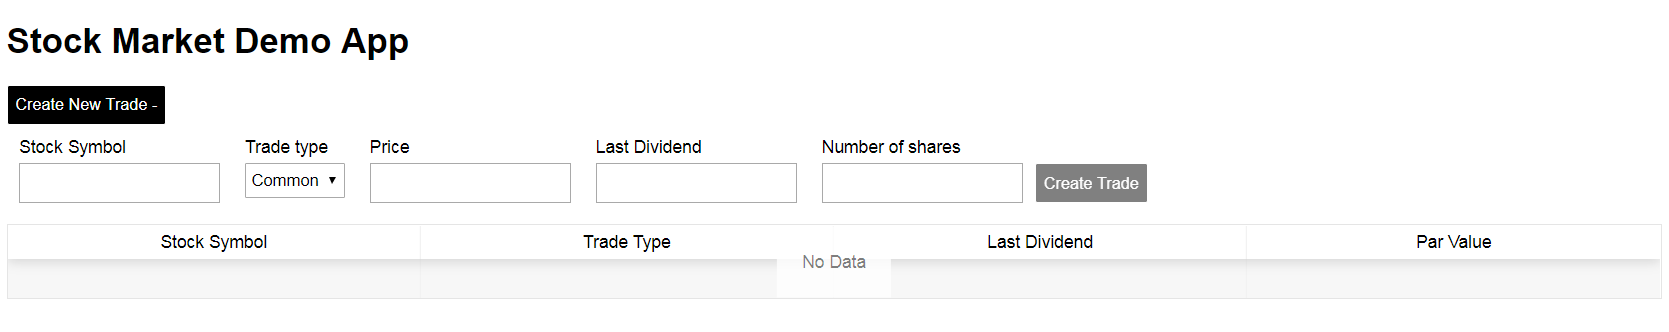 Stock Market Demo App
Create New Trade -
Stock Symbol Trade type Price Last Dividend Number of shares
Common Create Trade
Stock Symbol Trade Type Last Dividend Par Value
No Data